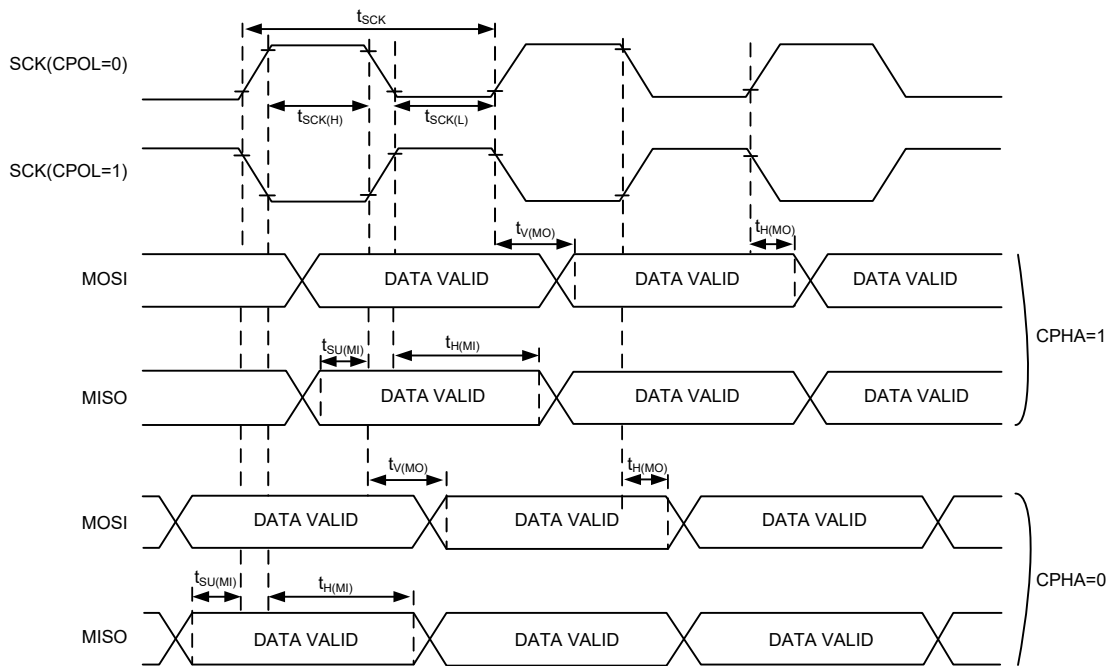 tSCK
SCK(CPOL=0)
tSCK(H)
tSCK(L)
SCK(CPOL=1)
tV(MO)
tH(MO)
MOSI
DATA VALID
DATA VALID
DATA VALID
tSU(MI)
tH(MI)
CPHA=1
MISO
DATA VALID
DATA VALID
DATA VALID
tV(MO)
tH(MO)
MOSI
DATA VALID
DATA VALID
DATA VALID
tSU(MI)
tH(MI)
CPHA=0
MISO
DATA VALID
DATA VALID
DATA VALID